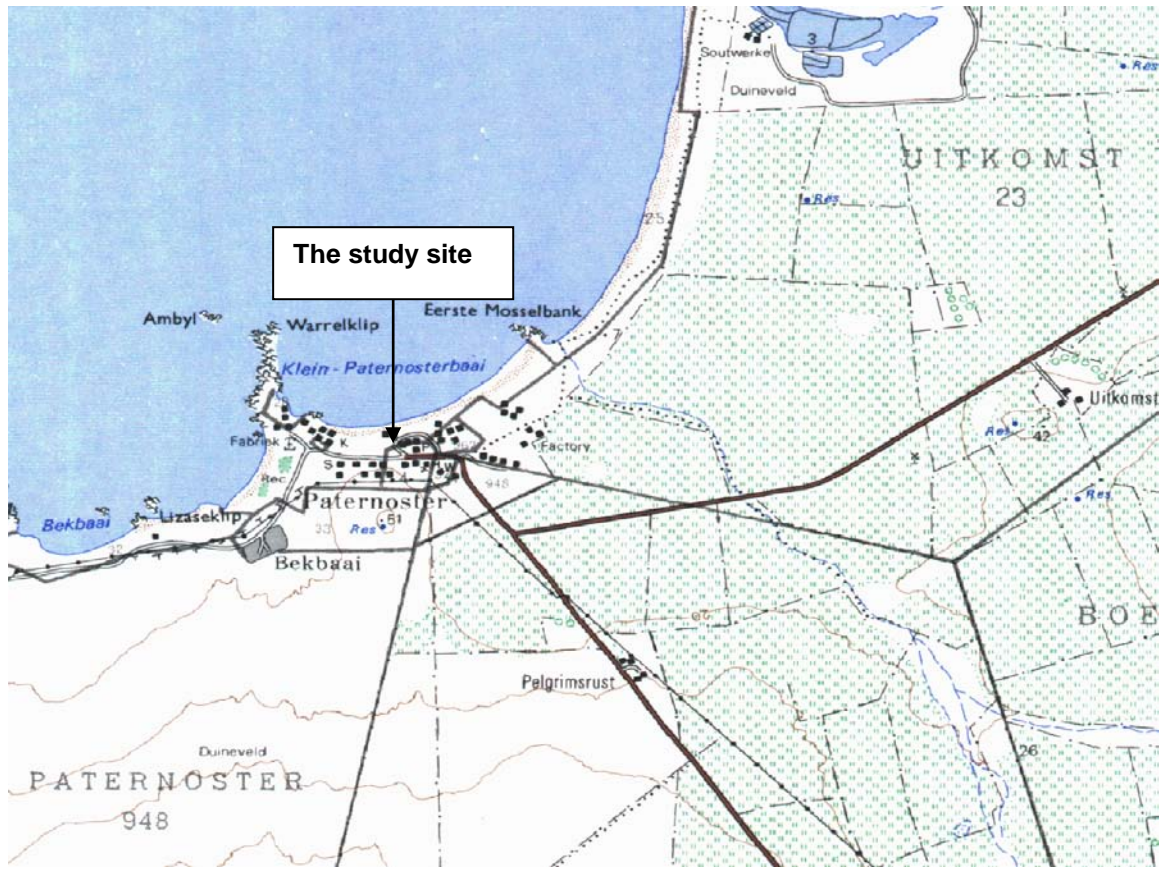 3
Soutwerke
Res
Duineveld
UITKOMST
23
Res
25
The study site
Ambyl
Warrelklip
Eerste Mosselbank
Klein-Paternosterbaai
Uitkomst
Res
42
Fabriek
K
P
Factory
S
W
Rec
948
Res
Paternoster
Bekbaai
Lizaseklip
33
Res
51
32
Bekbaai
BOE
20
Pelgrimsrust
Duineveld
26
PATERNOSTER
948